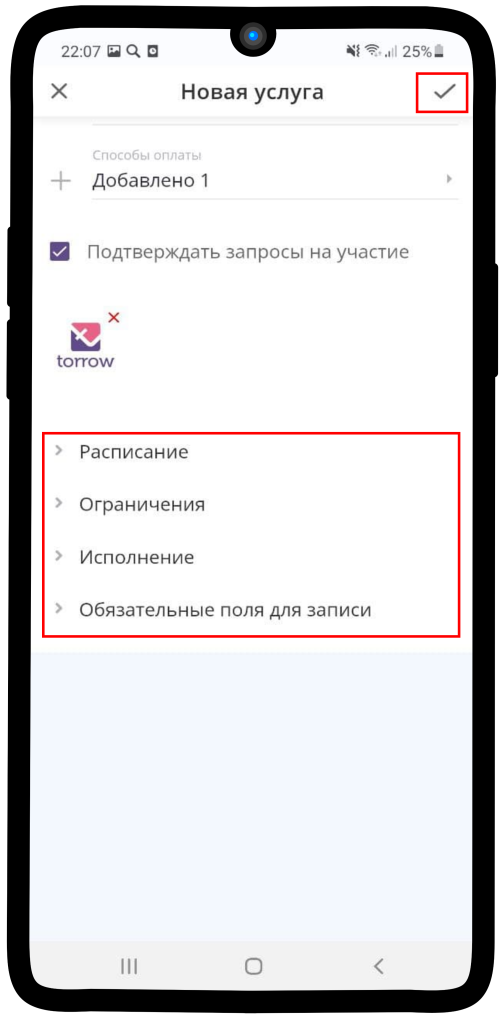 22:07 25%
Новая услуга
Способы оплаты
Добавлено 1
Подтверждать запросы на участие
torrow
Расписание
Ограничения
Исполнение
Обязательные поля для записи